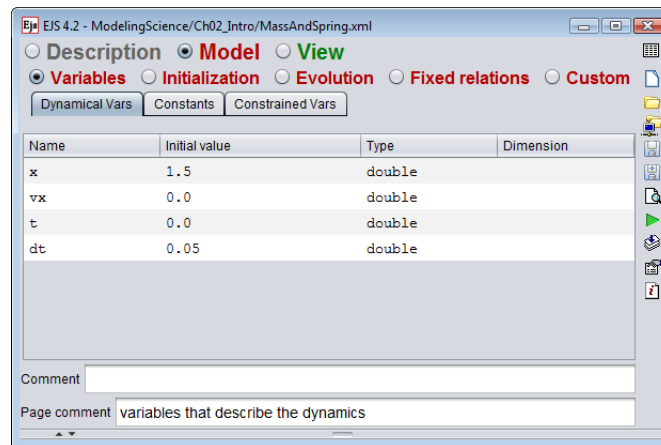 Ejs EJS 4.2 - ModelingScience/Ch02_Intro/MassAndSpring.xml
Description Model View
Variables Initialization Evolution Fixed relations Custom
Dynamical Vars Constants Constrained Vars
Name Initial value Type Dimension
x 1.5 double
vx 0.0 double
t 0.0 double
dt 0.05 double
Comment
Page comment variables that describe the dynamics